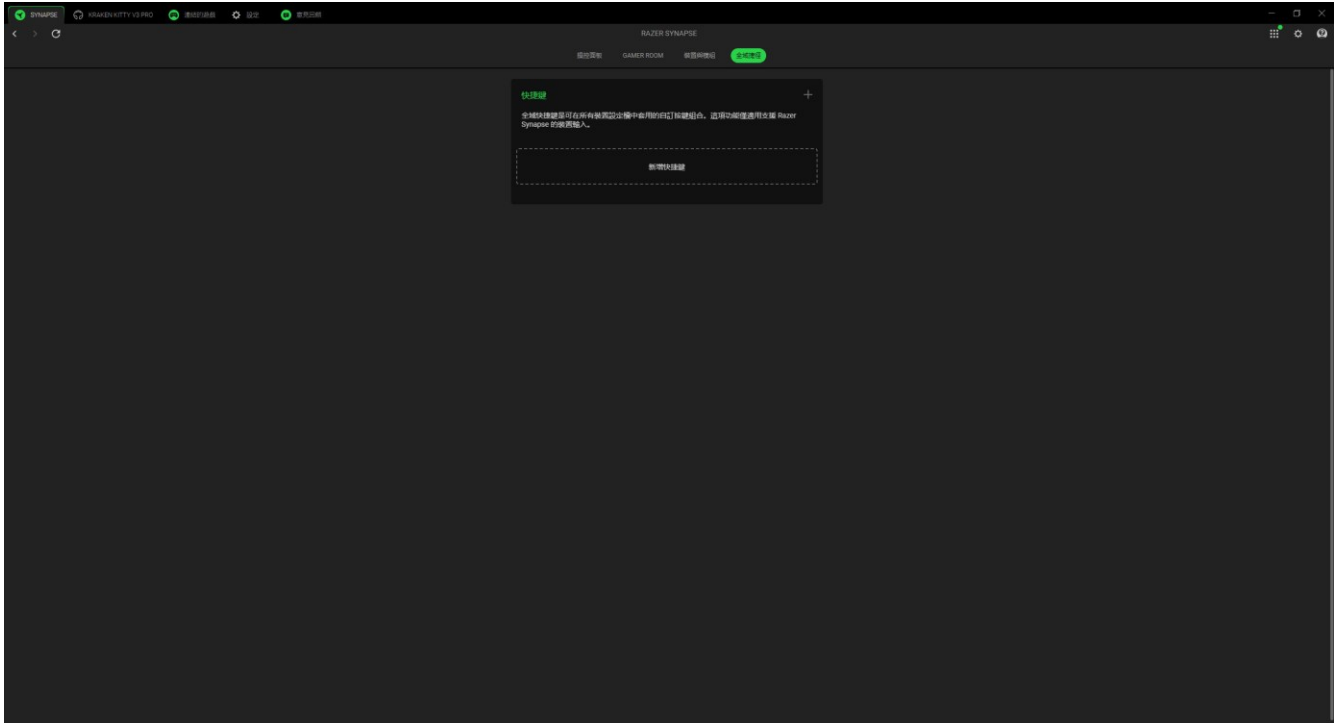 SYNAPSE
KRAKEN KITTY V3 PRO
設定
RAZER SYNAPSE
GAMER ROOM
全域捷徑
快捷鍵
全域快捷鍵是可在所有裝置設定檔中套用的自訂按鍵組合。這項功能僅適用支援 Razer
Synapse 的裝置輸入。
新增快捷鍵